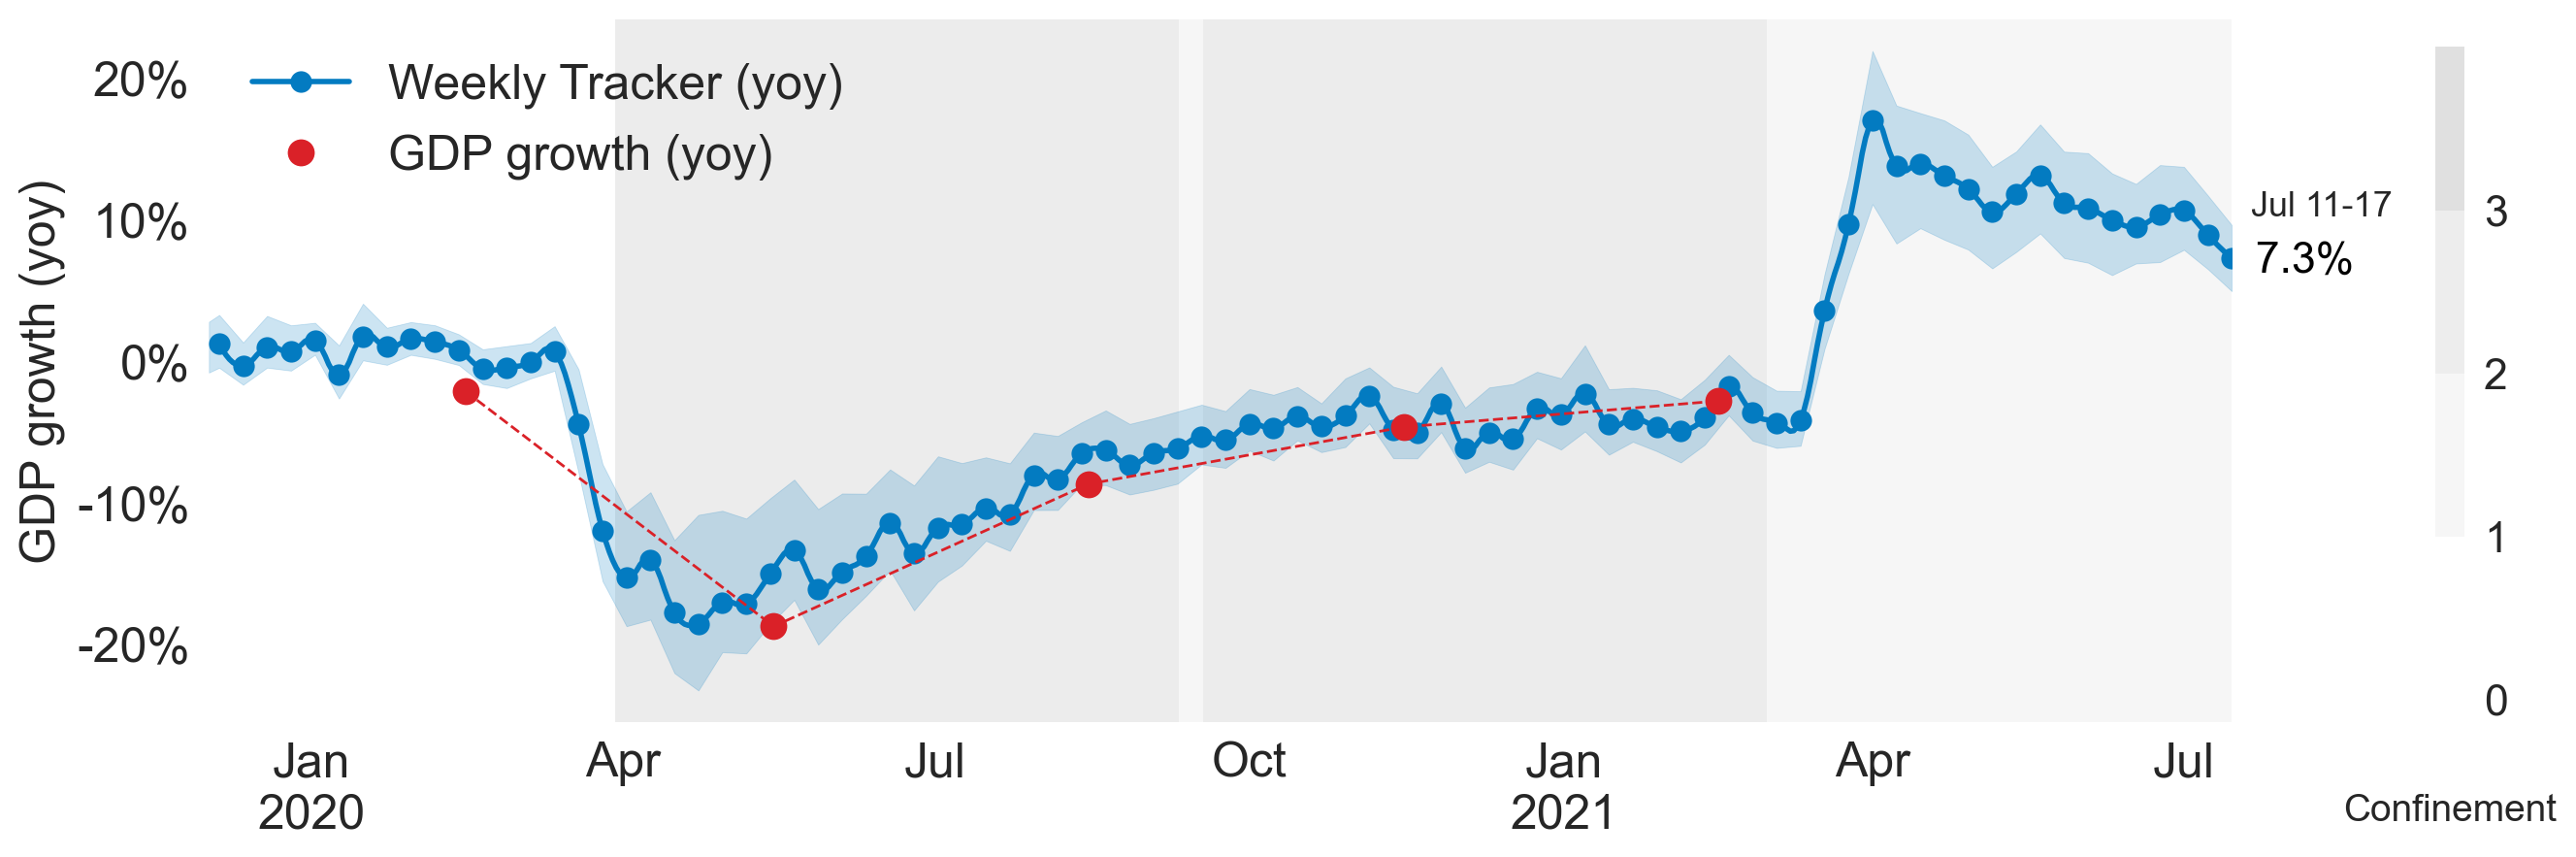 Weekly Tracker (yoy)
GDP growth (yoy)
GDP growth (yoy)
20%
10%
0%
-10%
-20%
Jan
2020
Apr
Jul
Oct
Jan
2021
Apr
Jul
Jul 11-17
7.3%
3
2
1
0
Confinement